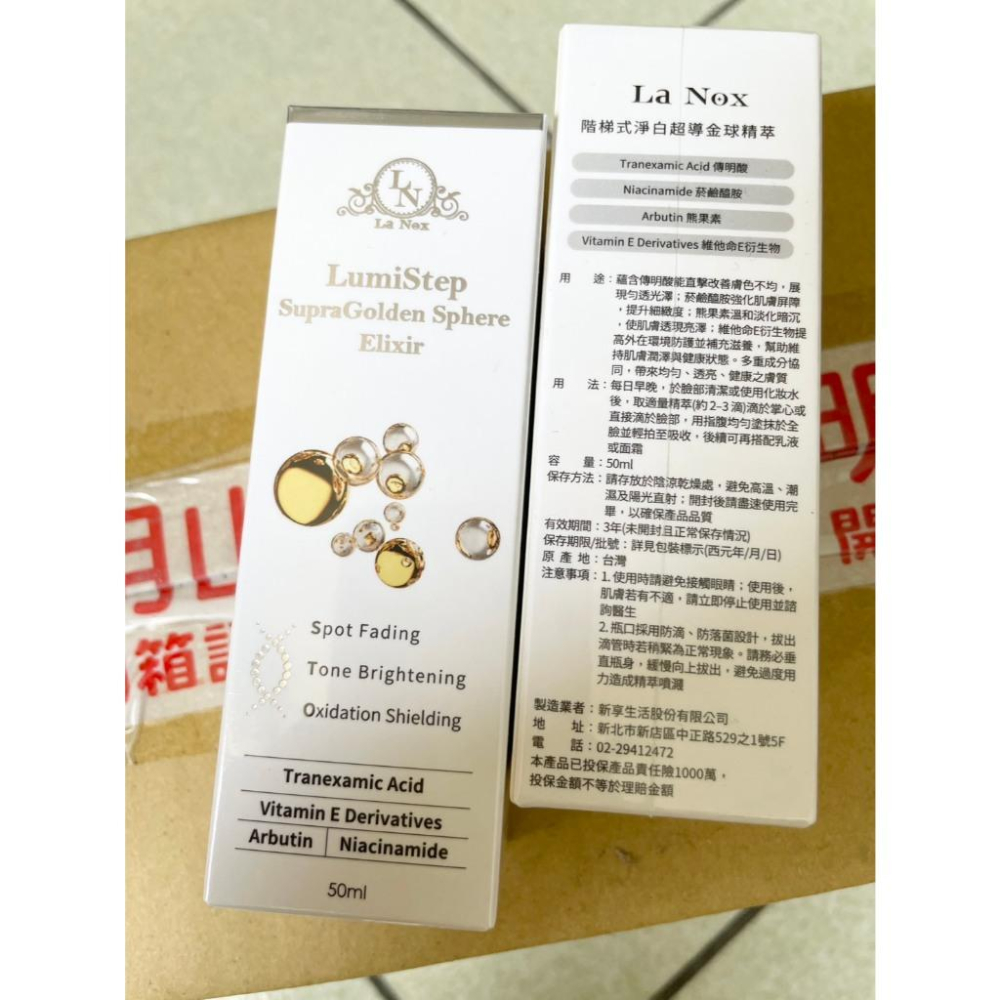 LN
La Nox
LumiStep
SupraGolden Sphere
Elixir
Spot Fading
Tone Brightening
Oxidation Shielding
Tranexamic Acid
Vitamin E Derivatives
Arbutin
Niacinamide
50ml
La Nox
階梯式淨白超導金球精萃
Tranexamic Acid 傳明酸
Niacinamide 菸鹼醯胺
Arbutin 熊果素
Vitamin E Derivatives 維他命E衍生物
用 途：蘊含傳明酸能直擊改善膚色不均，展
現勻透光澤；菸鹼醯胺強化肌膚屏障
，提升細緻度；熊果素溫和淡化暗沉
，使肌膚透現亮澤；維他命E衍生物提
高外在環境防護並補充滋養，幫助維
持肌膚潤澤與健康狀態。多重成分協
同，帶來均勻、透亮、健康之膚質
用 法：每日早晚，於臉部清潔或使用化妝水
後，取適量精萃(約2–3滴)滴於掌心或
直接滴於臉部，用指腹均勻塗抹於全
臉並輕拍至吸收，後續可再搭配乳液
或面霜
容 量：50ml
保存方法：請存放於陰涼乾燥處，避免高溫、潮
濕及陽光直射；開封後請盡速使用完
畢，以確保產品品質
有效期間：3年(未開封且正常保存情況)
保存期限/批號：詳見包裝標示(西元年/月/日)
原 產 地：台灣
注意事項：1. 使用時請避免接觸眼睛；使用後，
肌膚若有不適，請立即停止使用並諮
詢醫生
2. 瓶口採用防滴、防落菌設計，拔出
滴管時若稍緊為正常現象。請務必垂
直瓶身，緩慢向上拔出，避免過度用
力造成精萃噴濺
製造業者：新享生活股份有限公司
地 址：新北市新店區中正路529之1號5F
電 話：02-29412472
本產品已投保產品責任險1000萬，
投保金額不等於理賠金額
箱
開